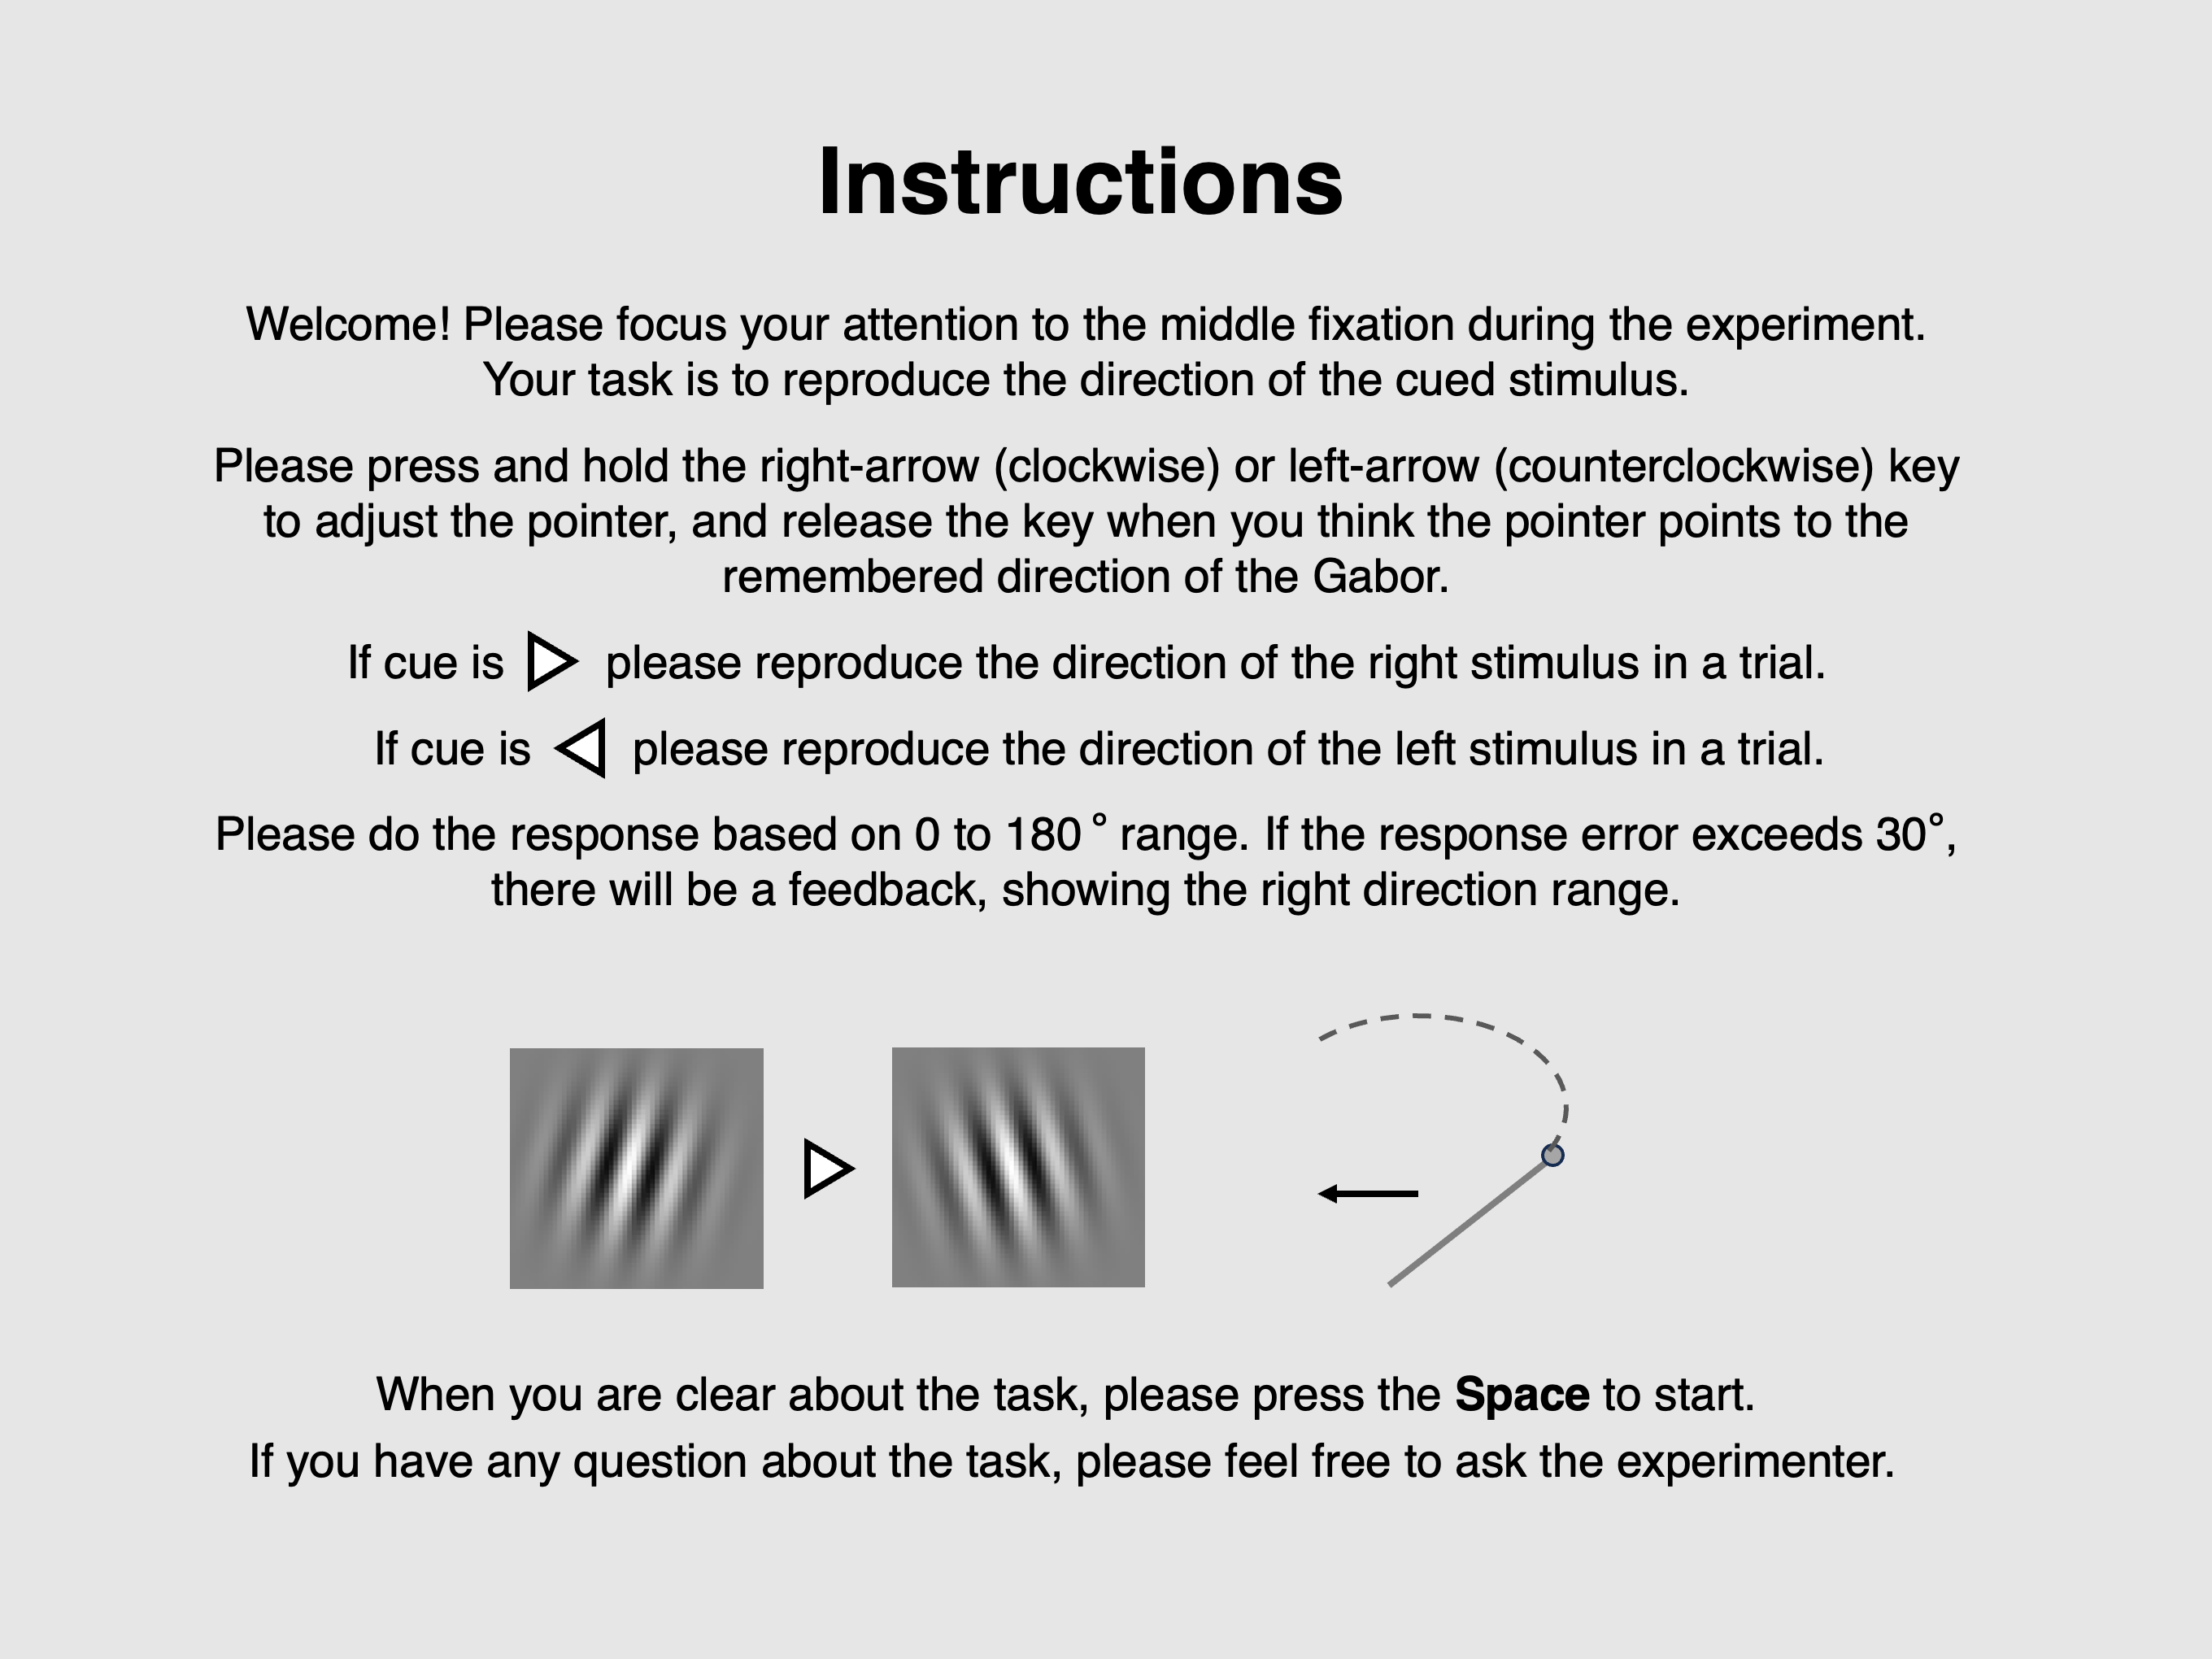 Instructions
Welcome! Please focus your attention to the middle fixation during the experiment.
Your task is to reproduce the direction of the cued stimulus.
Please press and hold the right-arrow (clockwise) or left-arrow (counterclockwise) key
to adjust the pointer, and release the key when you think the pointer points to the
remembered direction of the Gabor.
If cue is please reproduce the direction of the right stimulus in a trial.
If cue is please reproduce the direction of the left stimulus in a trial.
Please do the response based on 0 to 180 ° range. If the response error exceeds 30°,
there will be a feedback, showing the right direction range.
When you are clear about the task, please press the Space to start.
If you have any question about the task, please feel free to ask the experimenter.